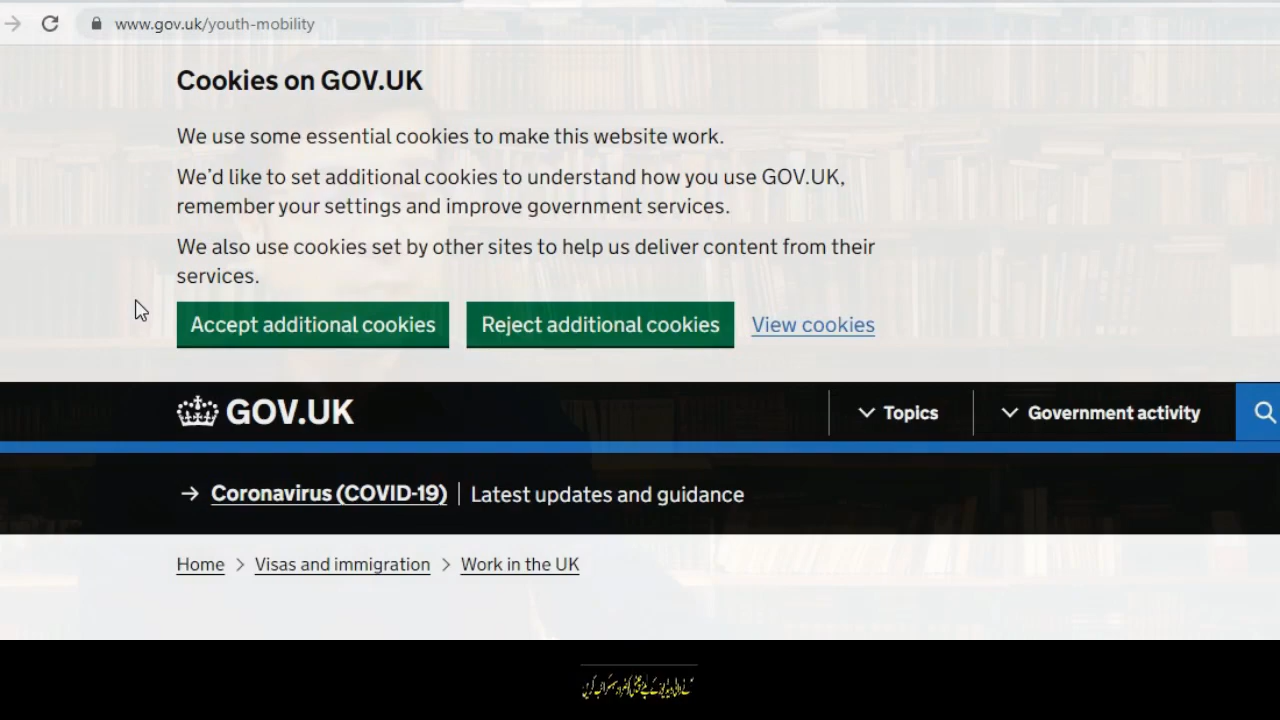 www.gov.uk/youth-mobility
Cookies on GOV.UK
We use some essential cookies to make this website work.
We'd like to set additional cookies to understand how you use GOV.UK,
remember your settings and improve government services.
We also use cookies set by other sites to help us deliver content from their
services.
Accept additional cookies Reject additional cookies View cookies
GOV.UK Topics Government activity
→ Coronavirus (COVID-19) | Latest updates and guidance
Home > Visas and immigration > Work in the UK